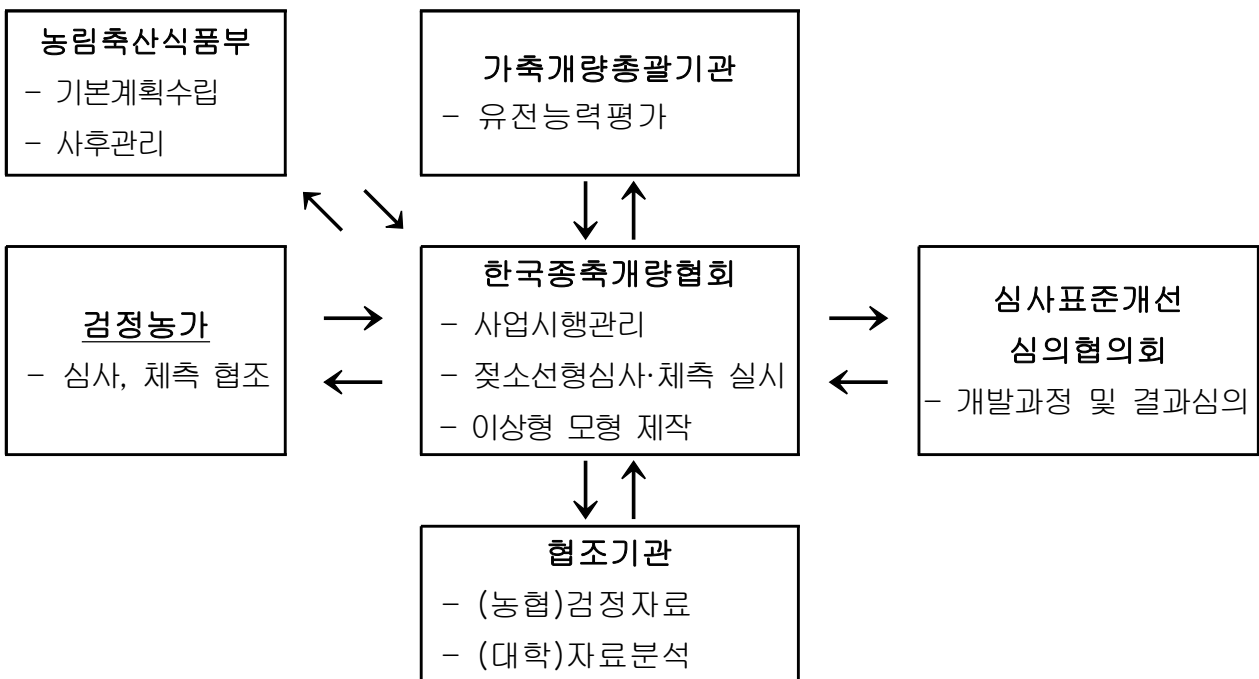 농림축산식품부
- 기본계획수립
- 사후관리
가축개량총괄기관
- 유전능력평가
검정농가
- 심사, 체측 협조
한국종축개량협회
- 사업시행관리
- 젖소선형심사·체측 실시
- 이상형 모형 제작
심사표준개선
심의협의회
- 개발과정 및 결과심의
협조기관
- (농협)검정자료
- (대학)자료분석